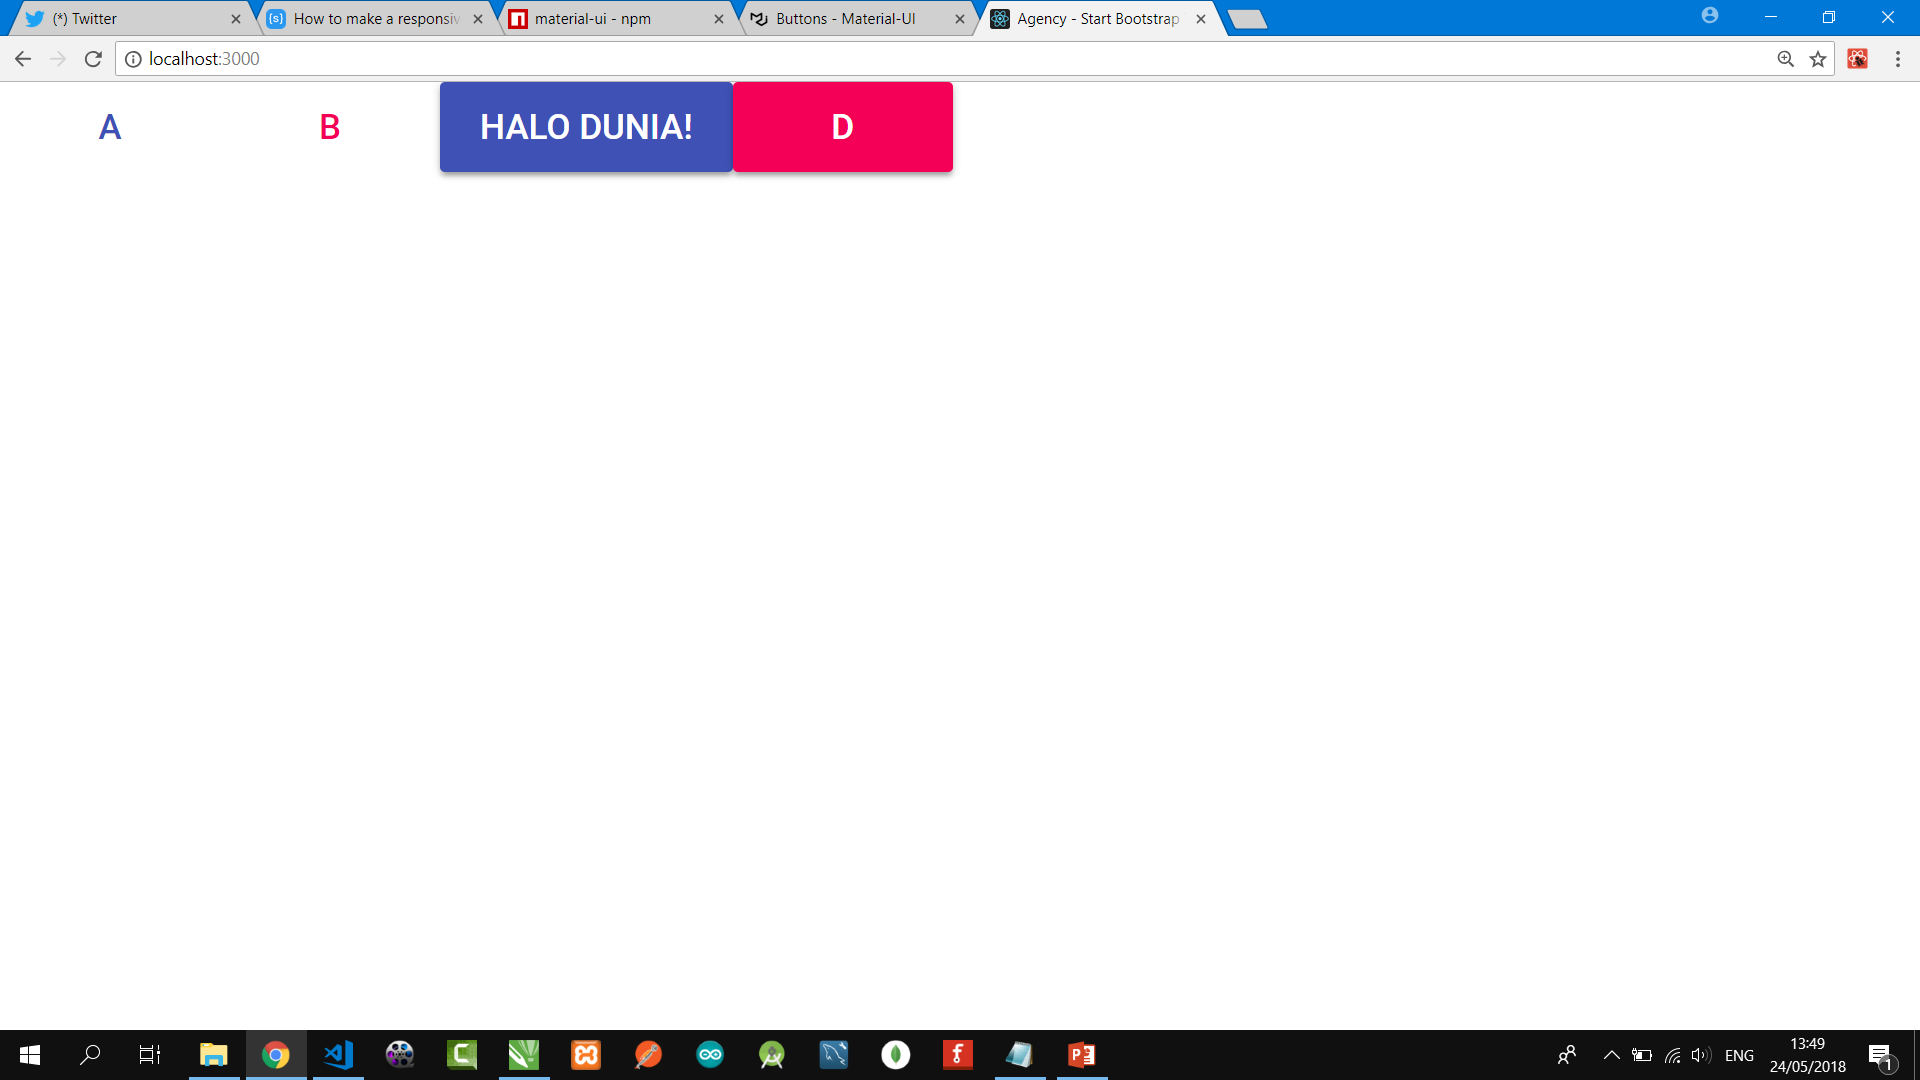 (*) Twitter
How to make a responsiv
material-ui - npm
Buttons - Material-UI
Agency - Start Bootstrap
localhost:3000
A B HALO DUNIA! D
ENG
13:49
24/05/2018
1